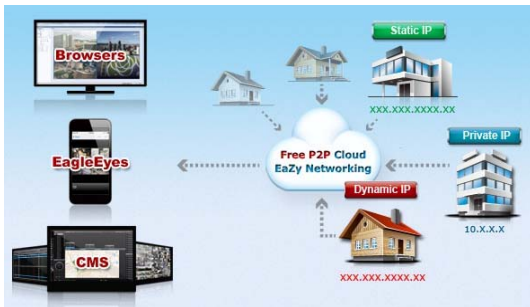 Browsers
Static IP
XXX.XXX.XXXX.XX
Free P2P Cloud
EaZy Networking
Private IP
EagleEyes
Dynamic IP
10.X.X.X
CMS
XXX.XXX.XXXX.XX